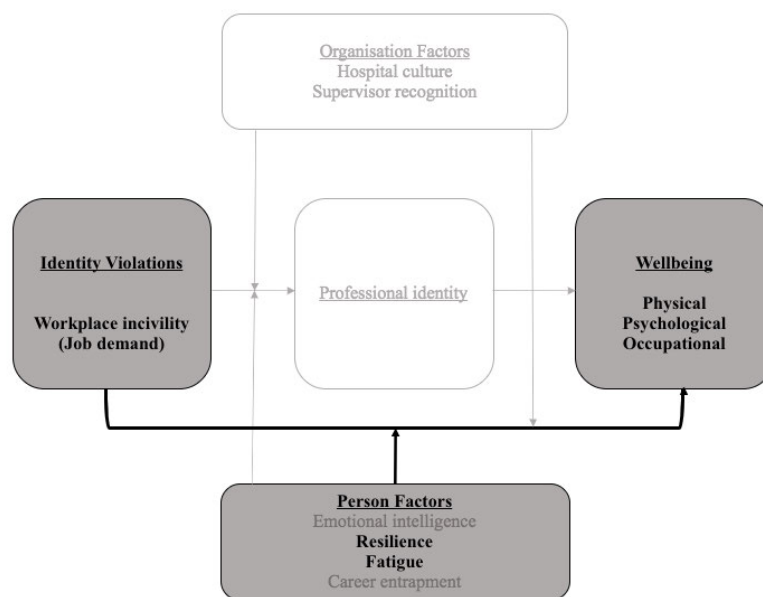 Organisation Factors
Hospital culture
Supervisor recognition
Identity Violations
Workplace incivility
(Job demand)
Professional identity
Wellbeing
Physical
Psychological
Occupational
Person Factors
Emotional intelligence
Resilience
Fatigue
Career entrapment